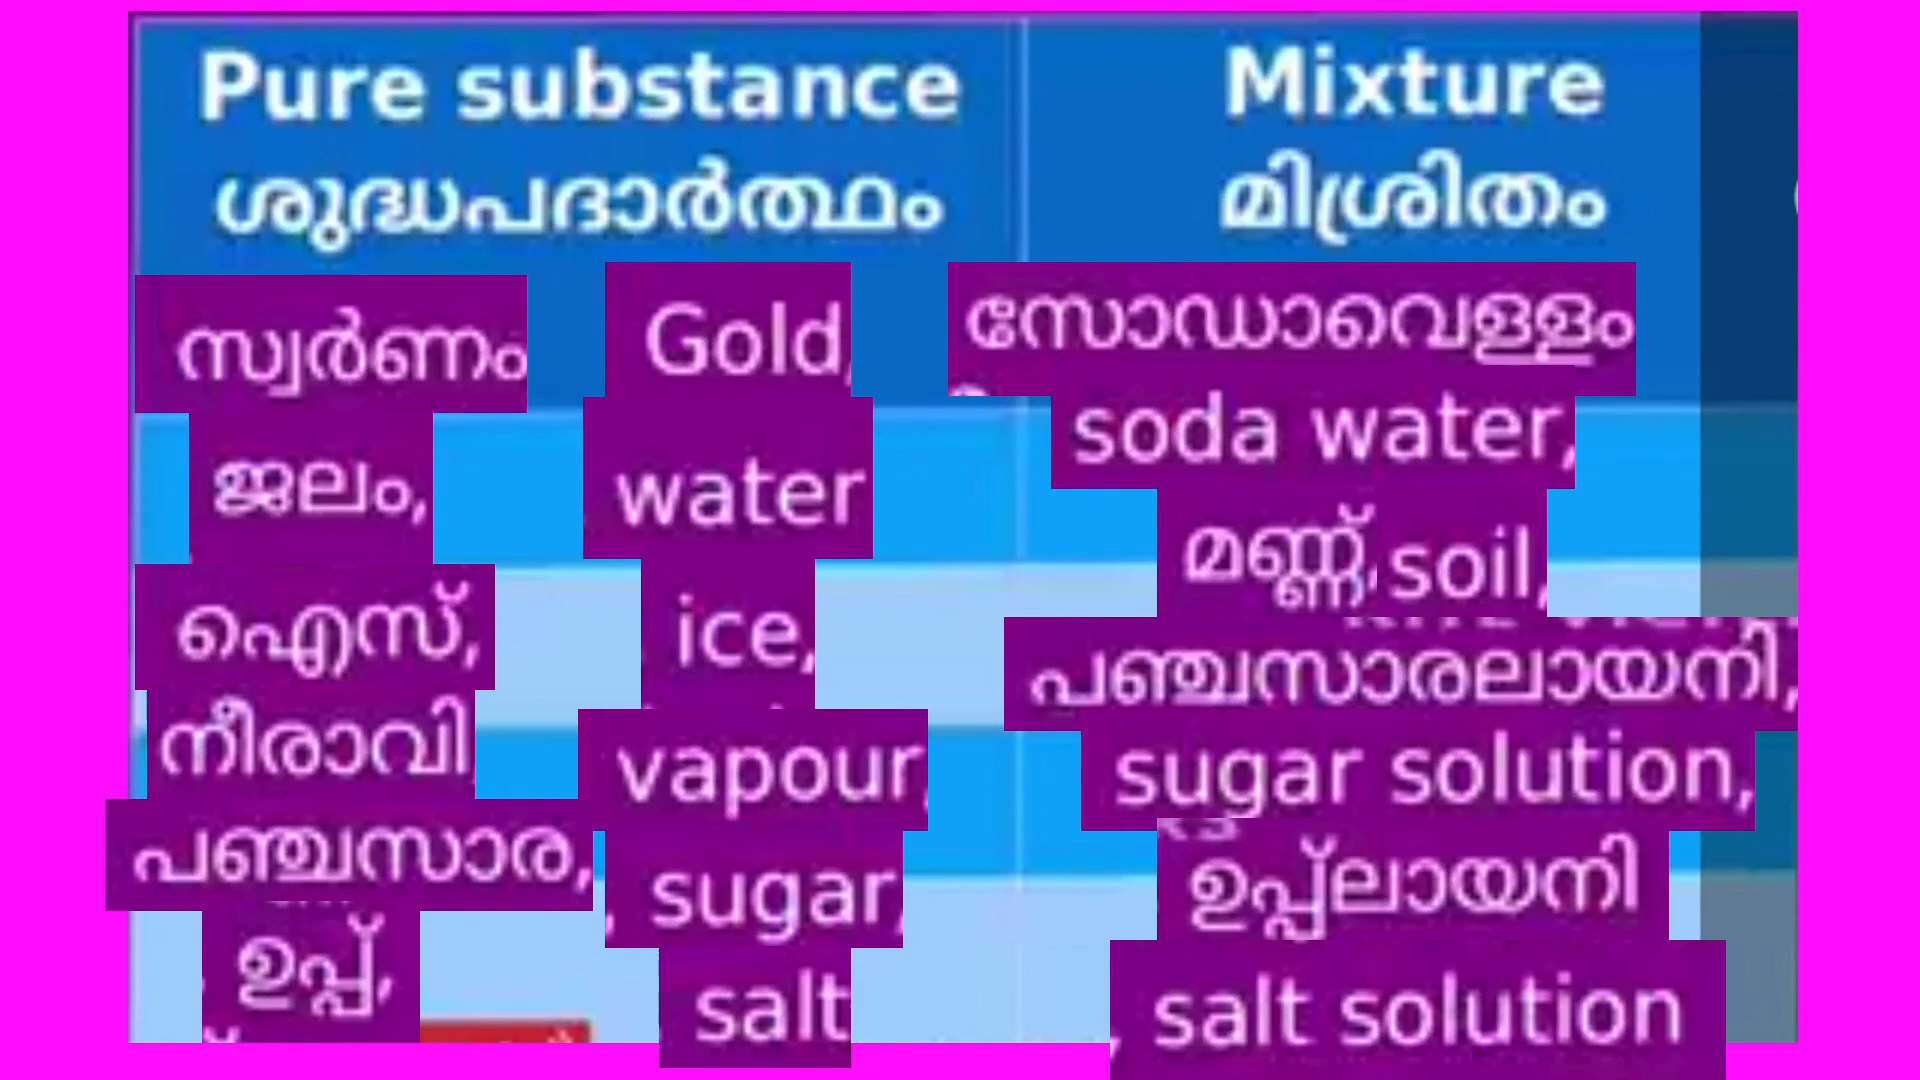 Pure substance
ശുദ്ധപദാർത്ഥം
സ്വർണം Gold,
ജലം, water
ഐസ്, ice,
നീരാവി, vapour,
പഞ്ചസാര, sugar,
ഉപ്പ്, salt
Mixture
മിശ്രിതം
സോഡാവെള്ളം
soda water,
മണ്ണ്, soil,
പഞ്ചസാരലായനി,
sugar solution,
ഉപ്പ്ലായനി
, salt solution